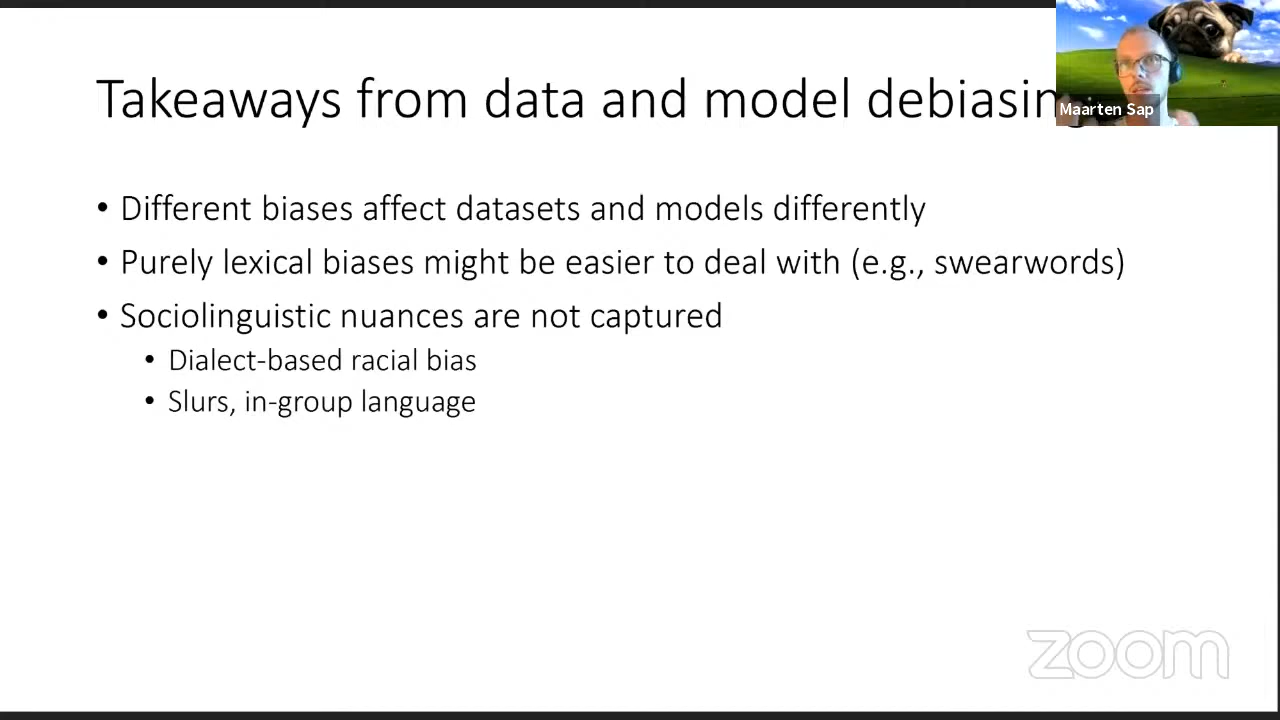 Takeaways from data and model debiasing
Maarten Sap
• Different biases affect datasets and models differently
• Purely lexical biases might be easier to deal with (e.g., swearwords)
• Sociolinguistic nuances are not captured
• Dialect-based racial bias
• Slurs, in-group language
zoom